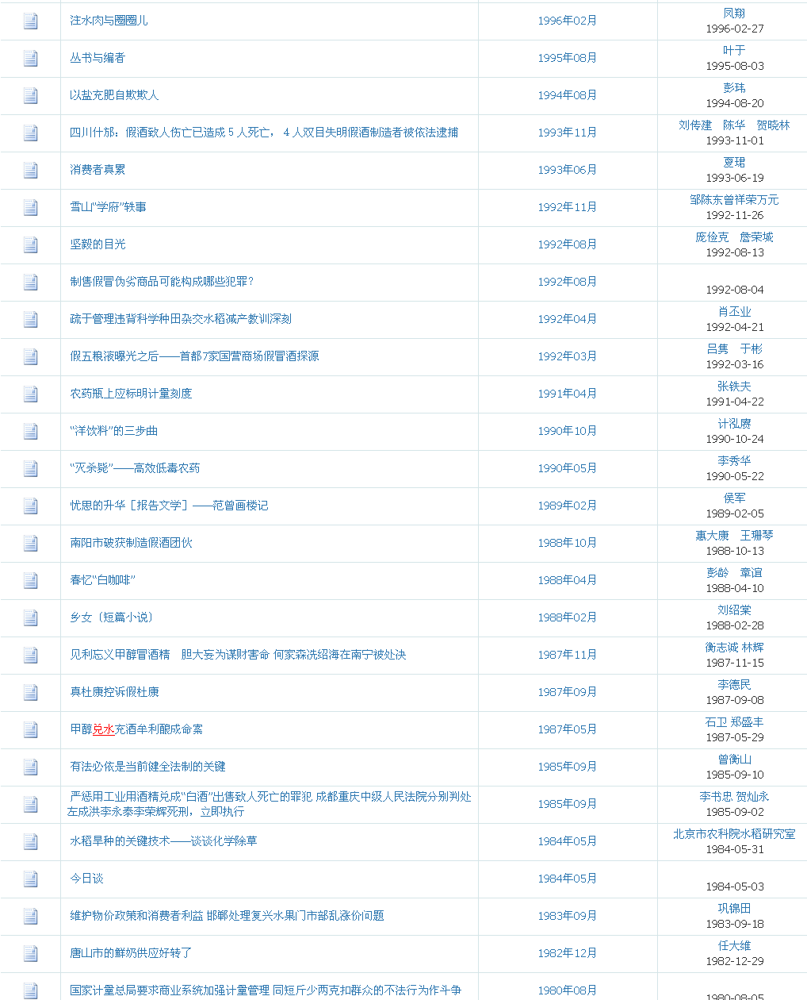 注水肉与圈圈儿
1996年02月
凤翔
1996-02-27
丛书与编者
1995年08月
叶于
1995-08-03
以盐充肥自欺欺人
1994年08月
彭玮
1994-08-20
四川什邡：假酒致人伤亡已造成５人死亡，４人双目失明假酒制造者被依法逮捕
1993年11月
刘传建　陈华　贺晓林
1993-11-01
消费者真累
1993年06月
夏珺
1993-06-19
雪山“学府”轶事
1992年11月
邹陈东曾祥荣万元
1992-11-26
坚毅的目光
1992年08月
庞俭克　詹荣城
1992-08-13
制售假冒伪劣商品可能构成哪些犯罪？
1992年08月
1992-08-04
疏于管理违背科学种田杂交水稻减产教训深刻
1992年04月
肖丕业
1992-04-21
假五粮液曝光之后——首都7家国营商场假冒酒探源
1992年03月
吕隽　于彬
1992-03-16
农药瓶上应标明计量刻度
1991年04月
张铁夫
1991-04-22
“洋饮料”的三步曲
1990年10月
计泓赓
1990-10-24
“灭杀毙”——高效低毒农药
1990年05月
李秀华
1990-05-22
忧思的升华［报告文学］——范曾画楼记
1989年02月
侯军
1989-02-05
南阳市破获制造假酒团伙
1988年10月
惠大康　王珊琴
1988-10-13
春忆“白咖啡”
1988年04月
彭龄　章谊
1988-04-10
乡女〔短篇小说〕
1988年02月
刘绍棠
1988-02-28
见利忘义甲醇冒酒精　胆大妄为谋财害命 何家森冼绍海在南宁被处决
1987年11月
衡志诚 林辉
1987-11-15
真杜康控诉假杜康
1987年09月
李德民
1987-09-08
甲醇兑水充酒牟利酿成命案
1987年05月
石卫 郑盛丰
1987-05-29
有法必依是当前健全法制的关键
1985年09月
曾衡山
1985-09-10
严惩用工业用酒精兑成“白酒”出售致人死亡的罪犯 成都重庆中级人民法院分别判处
左成洪李永泰李荣辉死刑，立即执行
1985年09月
李书忠 贺灿永
1985-09-02
水稻旱种的关键技术——谈谈化学除草
1984年05月
北京市农科院水稻研究室
1984-05-31
今日谈
1984年05月
1984-05-03
维护物价政策和消费者利益 邯郸处理复兴水果门市部乱涨价问题
1983年09月
巩锦田
1983-09-18
唐山市的鲜奶供应好转了
1982年12月
任大维
1982-12-29
国家计量总局要求商业系统加强计量管理 同短斤少两克扣群众的不法行为作斗争
1980年08月
1980-08-05